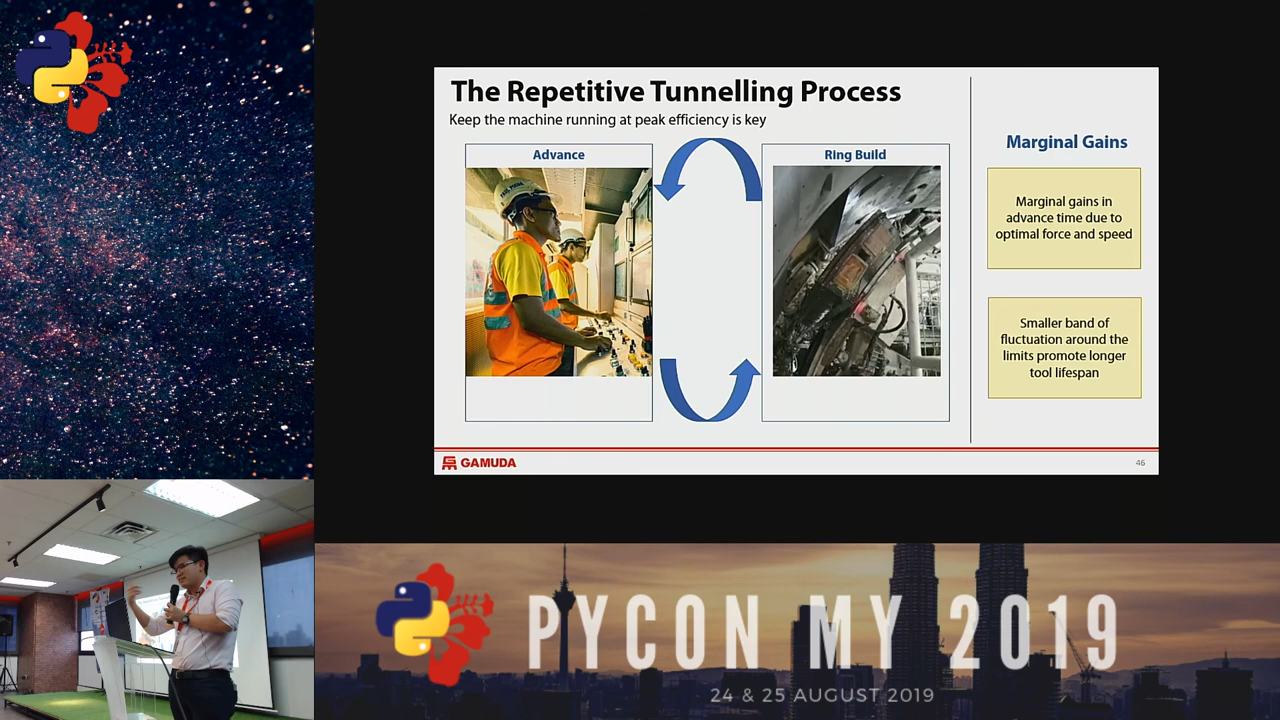 The Repetitive Tunnelling Process
Keep the machine running at peak efficiency is key
Advance
Ring Build
Marginal Gains
Marginal gains in
advance time due to
optimal force and speed
Smaller band of
fluctuation around the
limits promote longer
tool lifespan
GAMUDA
46
PYCON MY 2019
24 & 25 AUGUST 2019